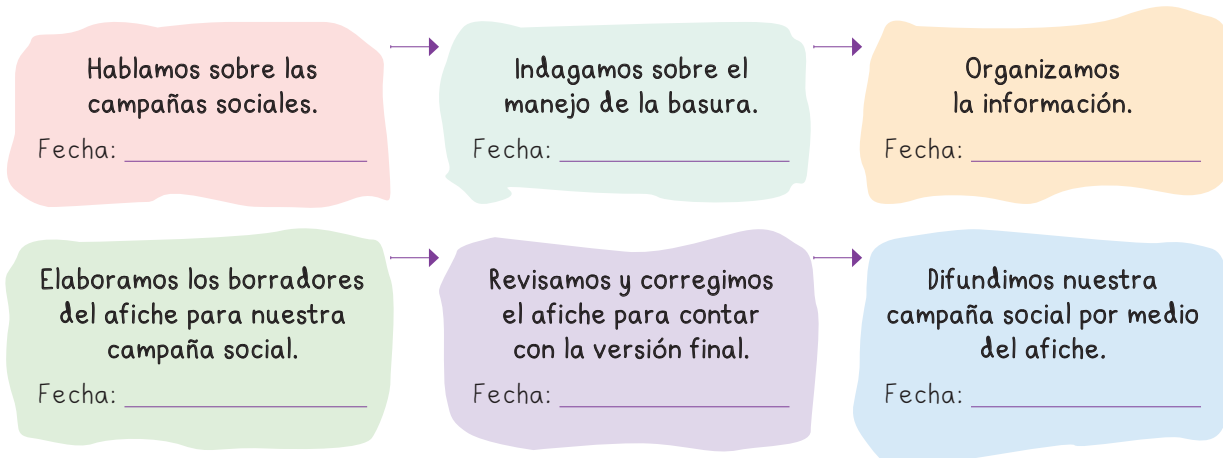 Hablamos sobre las
campañas sociales.
Fecha:
Indagamos sobre el
manejo de la basura.
Fecha:
Organizamos
la información.
Fecha:
Elaboramos los borradores
del afiche para nuestra
campaña social.
Fecha:
Revisamos y corregimos
el afiche para contar
con la versión final.
Fecha:
Difundimos nuestra
campaña social por medio
del afiche.
Fecha: